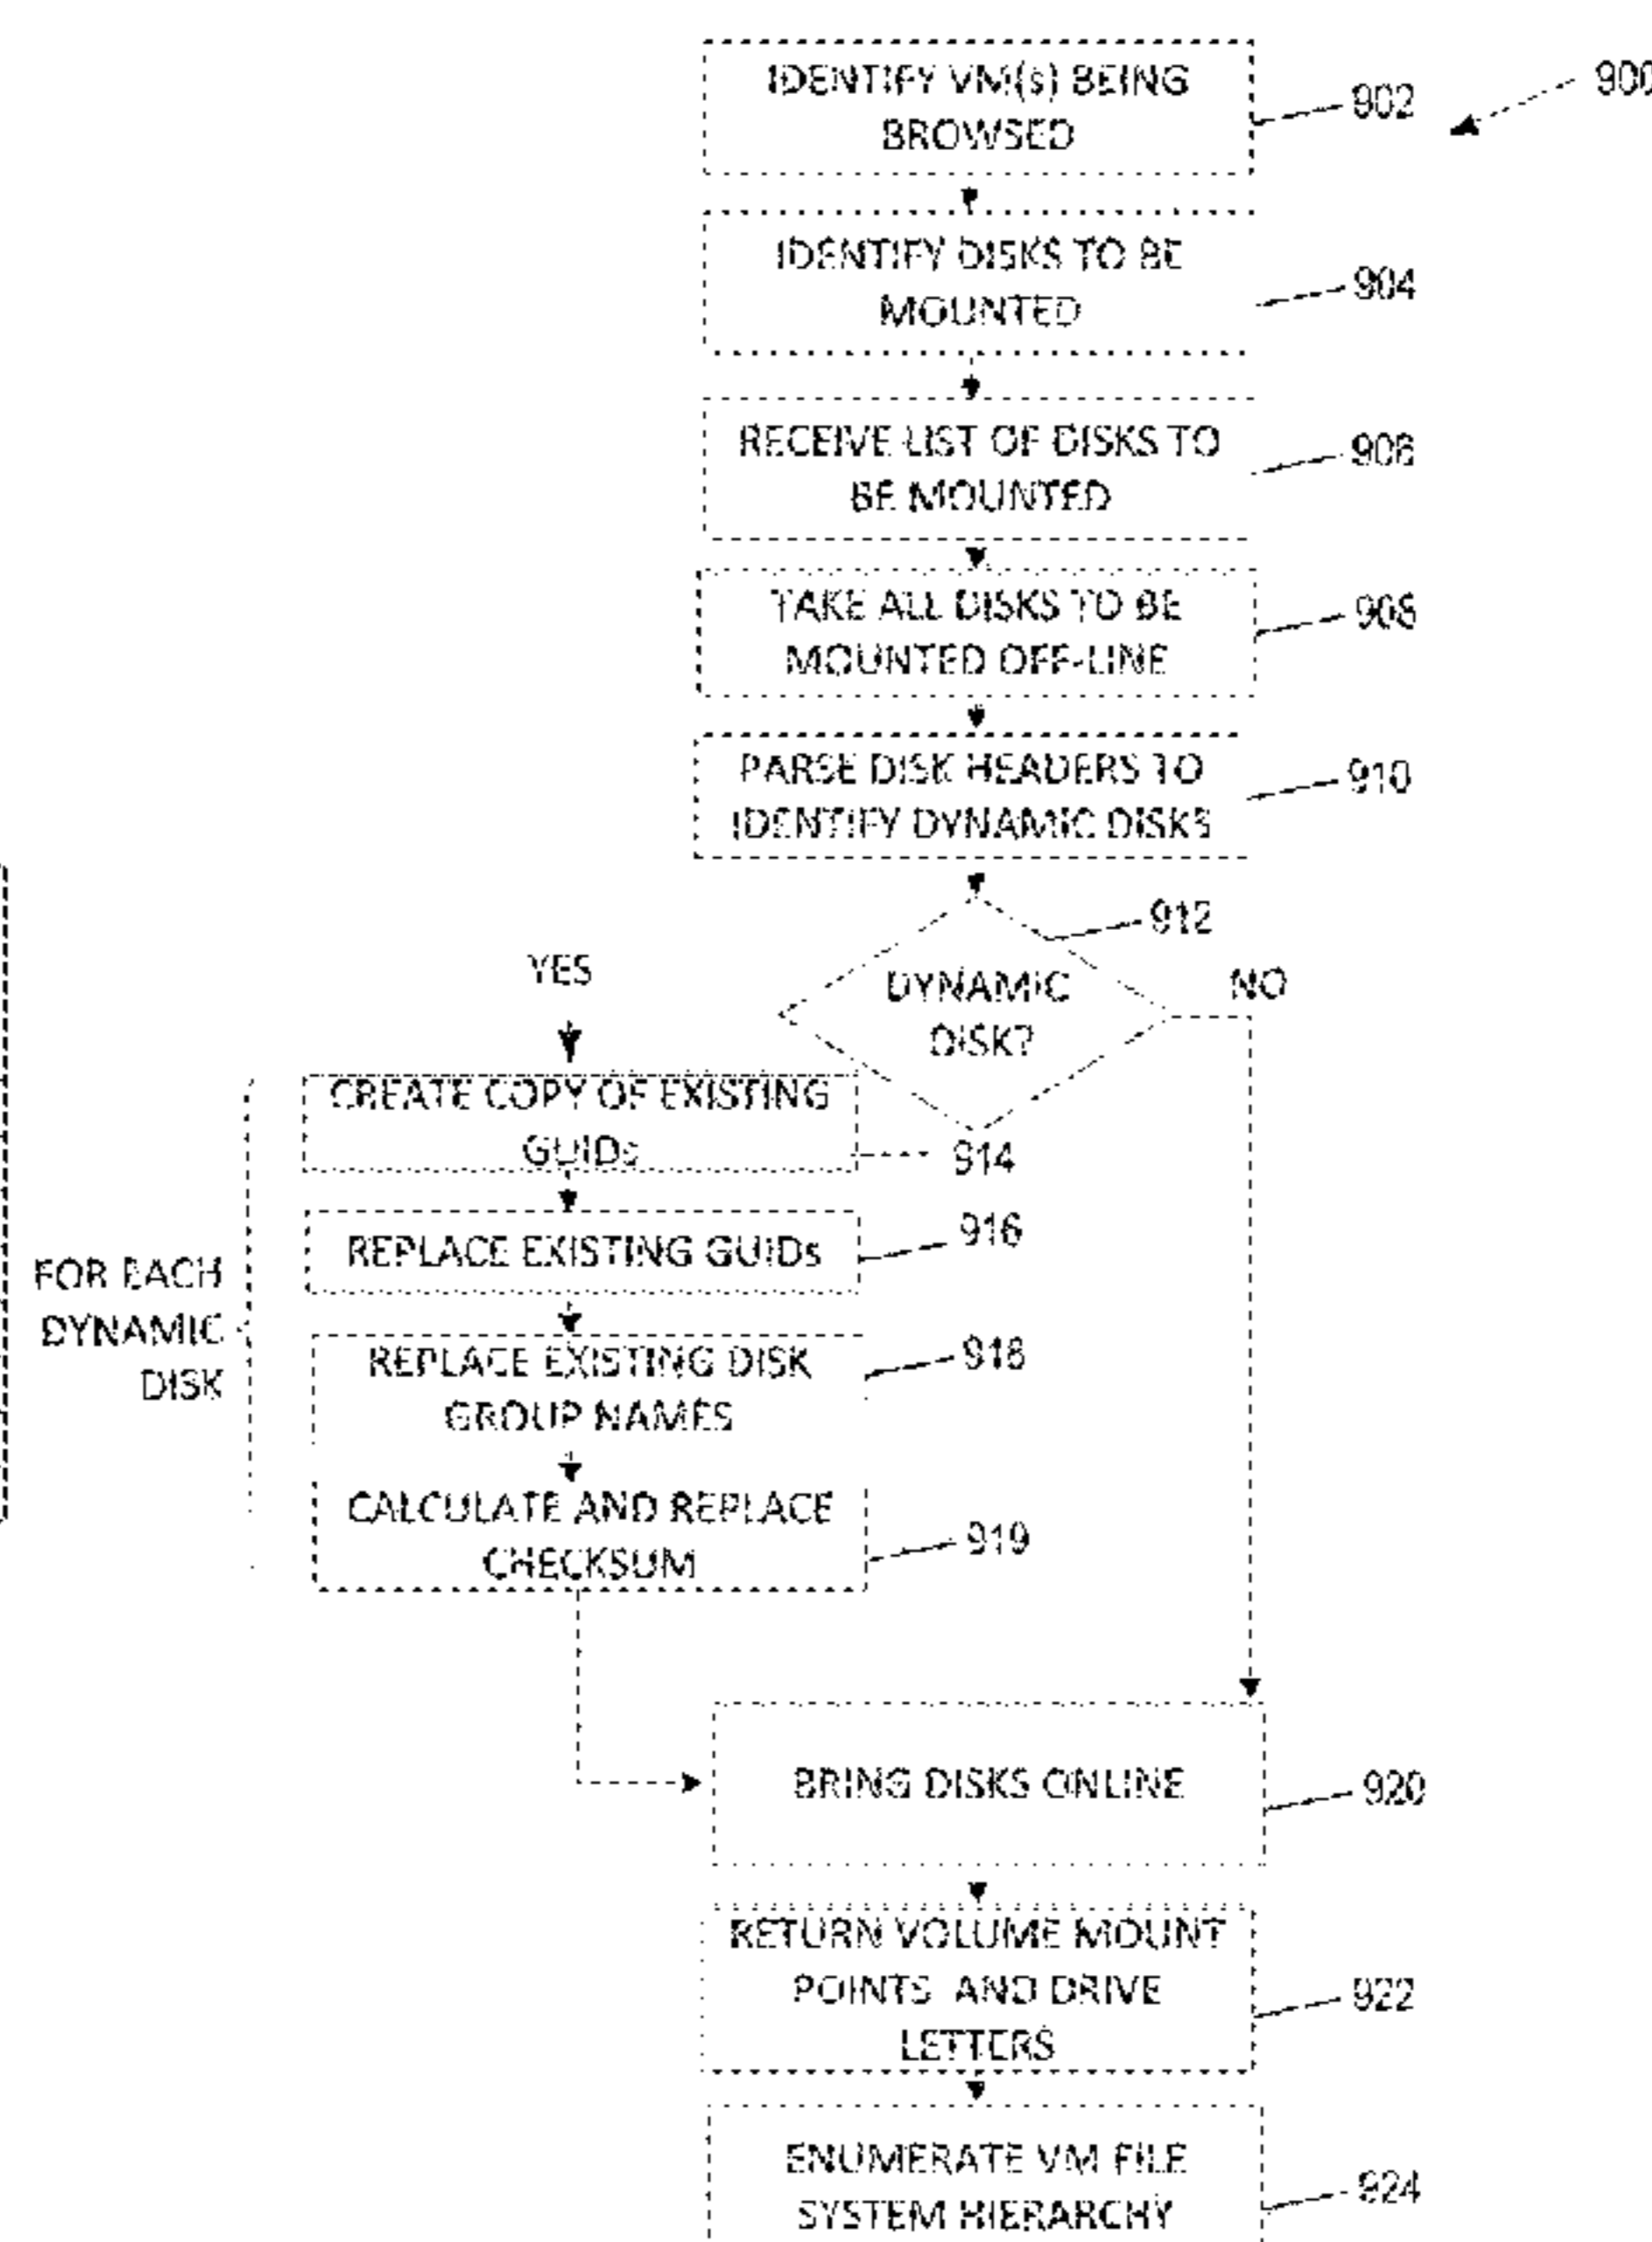 900
IDENTIFY VM(s) BEING
BROWSED
902
IDENTIFY DISKS TO BE
MOUNTED
904
RECEIVE LIST OF DISKS TO
BE MOUNTED
906
TAKE ALL DISKS TO BE
MOUNTED OFF-LINE
908
PARSE DISK HEADERS TO
IDENTIFY DYNAMIC DISKS
910
912
DYNAMIC
DISK?
YES
NO
CREATE COPY OF EXISTING
GUIDs
914
REPLACE EXISTING GUIDs
916
FOR EACH
DYNAMIC
DISK
REPLACE EXISTING DISK
GROUP NAMES
918
CALCULATE AND REPLACE
CHECKSUM
919
BRING DISKS ONLINE
920
RETURN VOLUME MOUNT
POINTS AND DRIVE
LETTERS
922
ENUMERATE VM FILE
SYSTEM HIERARCHY
924